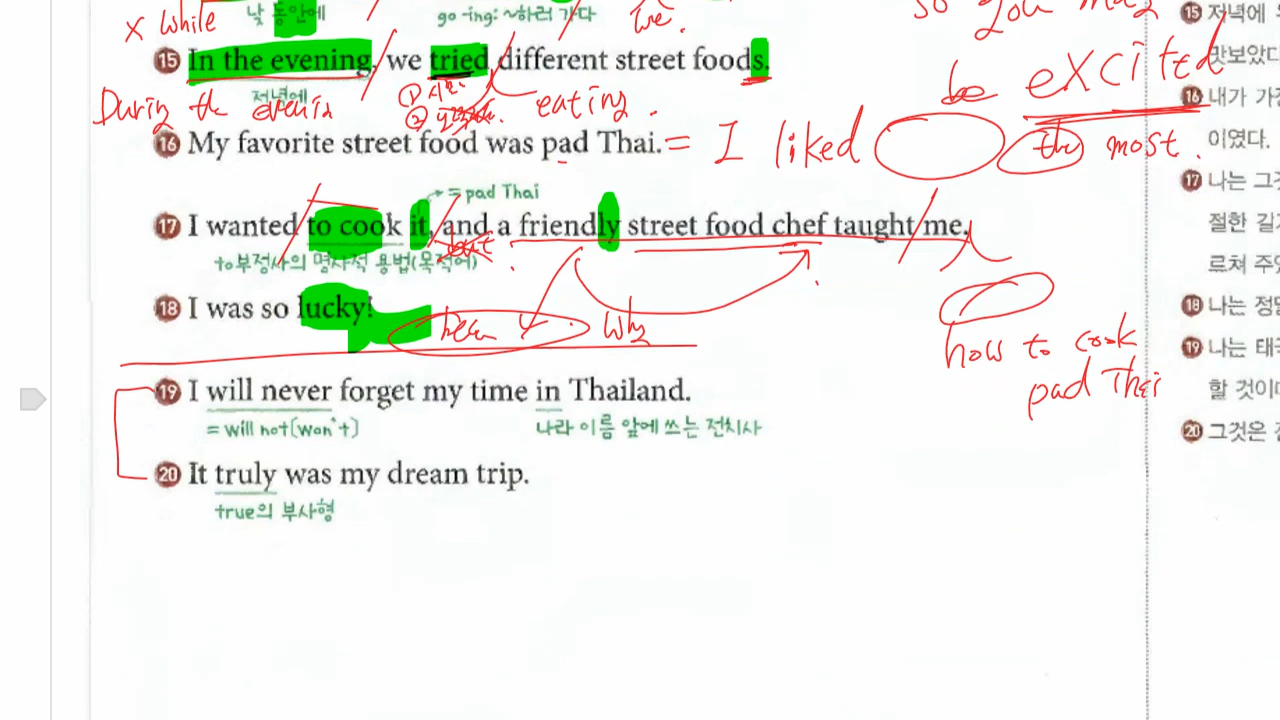 x while 낮 동안에 go -ing: ~하러 가다 we. so you may
⑮ In the evening, we tried different street foods. be excited
During the 저녁에 ① ② eating.
⑯ My favorite street food was pad Thai. = I liked the most.
= pad Thai
⑰ I wanted to cook it, and a friendly street food chef taught me.
to부정사의 명사적 용법(목적어)
⑱ I was so lucky!
why how to cook
pad Thai
⑲ I will never forget my time in Thailand.
= will not(won't) 나라 이름 앞에 쓰는 전치사
⑳ It truly was my dream trip.
true의 부사형
⑮ 저녁에
맛보았다
⑯ 내가 가
이였다.
⑰ 나는 그
절한 길
르쳐 주
⑱ 나는 정
⑲ 나는 태
할 것이
⑳ 그것은